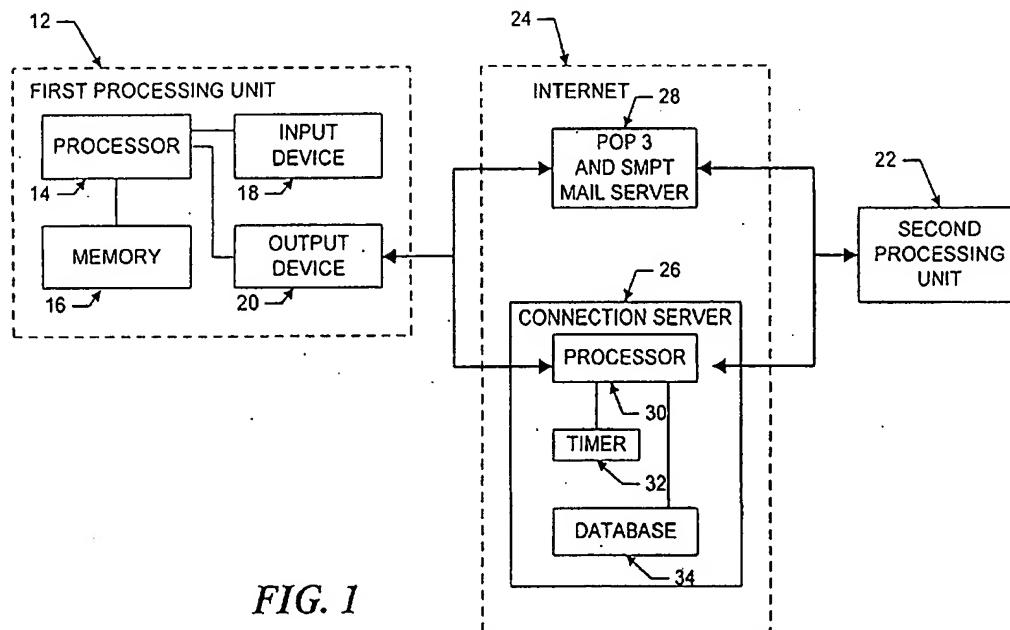 12
FIRST PROCESSING UNIT
PROCESSOR
14
INPUT
DEVICE
18
MEMORY
16
OUTPUT
DEVICE
20
24
INTERNET
28
POP 3
AND SMPT
MAIL SERVER
26
CONNECTION SERVER
PROCESSOR
30
TIMER
32
DATABASE
34
22
SECOND
PROCESSING
UNIT
FIG. 1